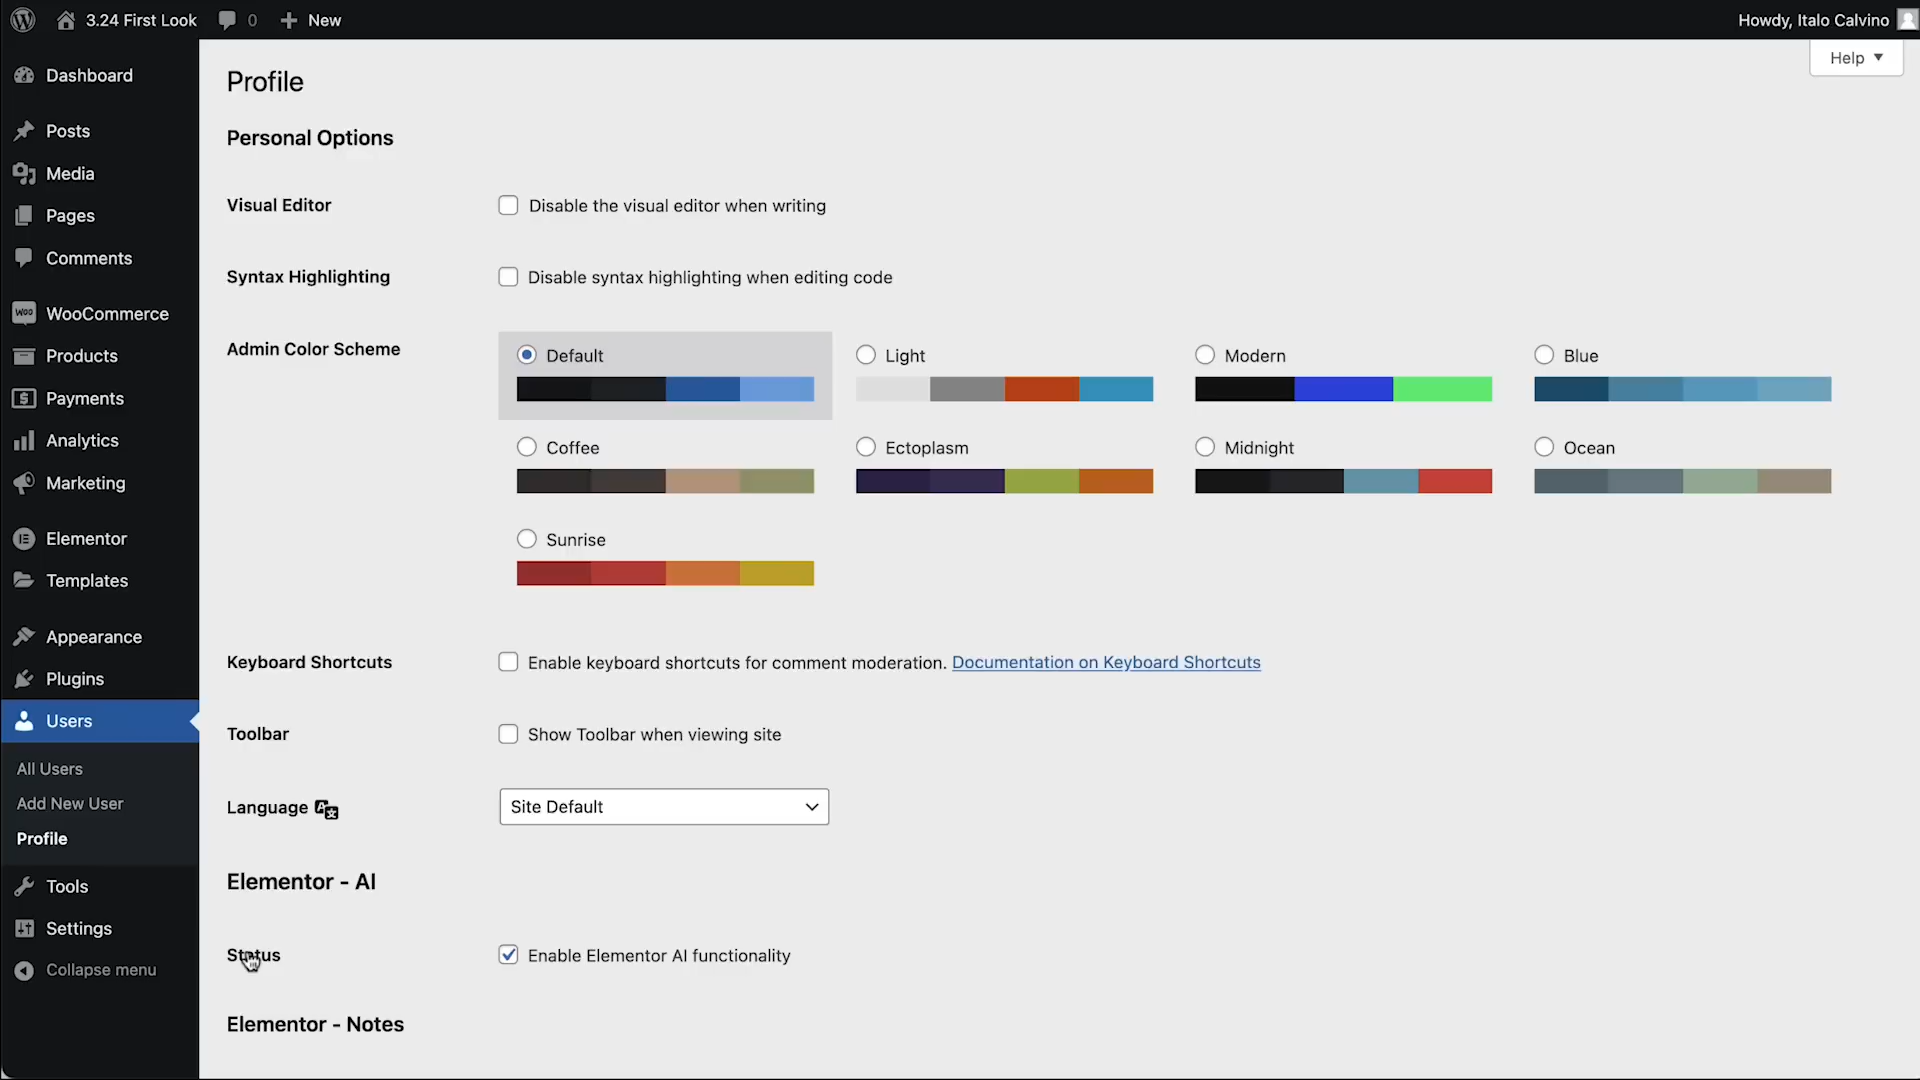 3.24 First Look
0
New
Howdy, Italo Calvino
Help
Dashboard
Posts
Media
Pages
Comments
WooCommerce
Products
Payments
Analytics
Marketing
Elementor
Templates
Appearance
Plugins
Users
All Users
Add New User
Profile
Tools
Settings
Collapse menu
Profile
Personal Options
Visual Editor
Disable the visual editor when writing
Syntax Highlighting
Disable syntax highlighting when editing code
Admin Color Scheme
Default
Light
Modern
Blue
Coffee
Ectoplasm
Midnight
Ocean
Sunrise
Keyboard Shortcuts
Enable keyboard shortcuts for comment moderation. Documentation on Keyboard Shortcuts
Toolbar
Show Toolbar when viewing site
Language
Site Default
Elementor - AI
Status
Enable Elementor AI functionality
Elementor - Notes